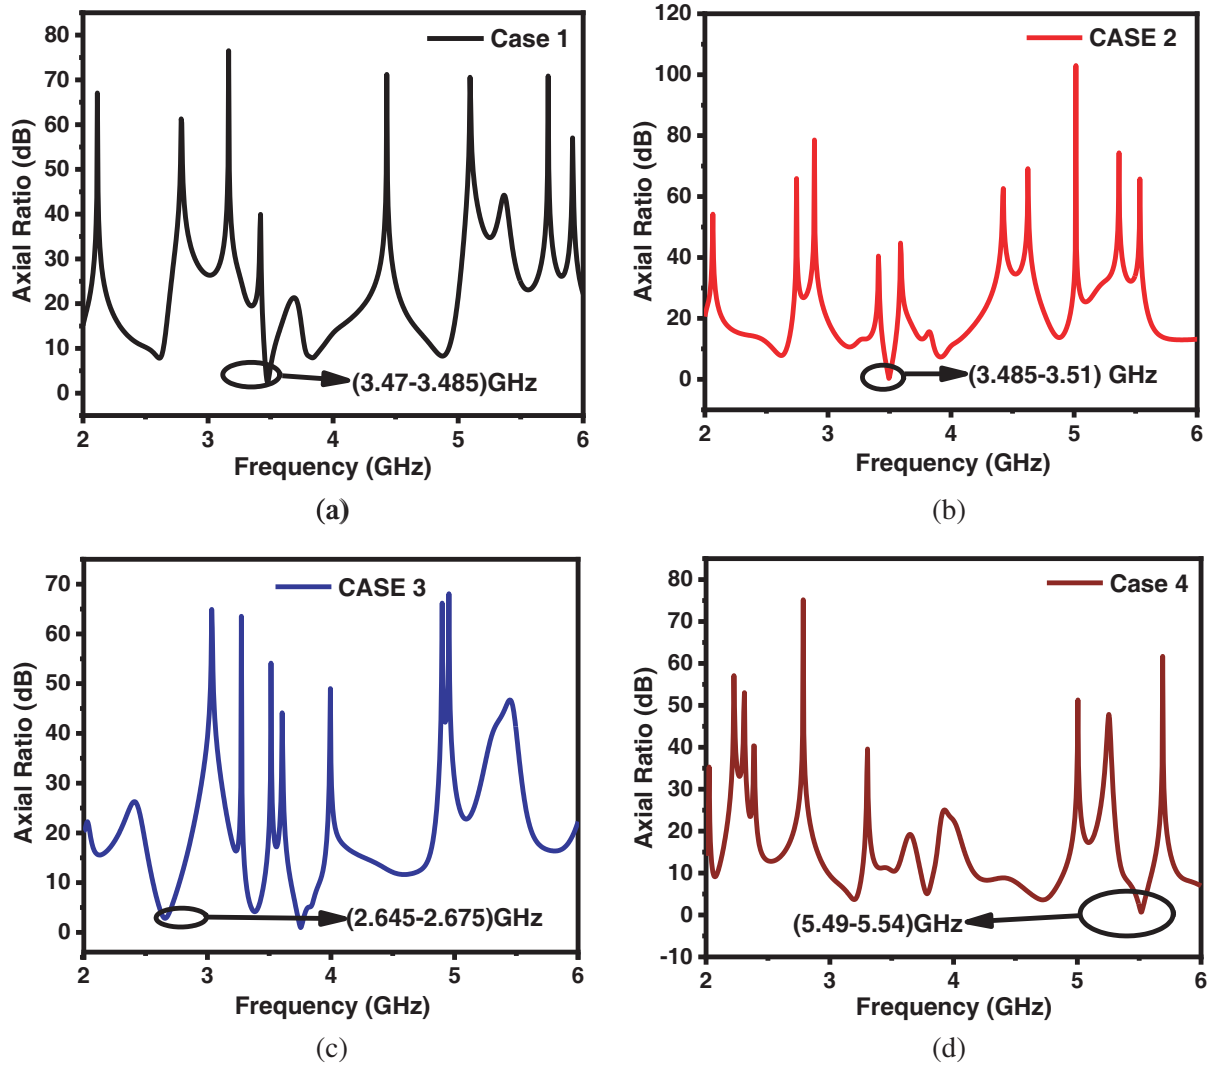 Case 1
80
70
60
50
40
30
20
10
0
Axial Ratio (dB)
(3.47-3.485)GHz
2 3 4 5 6
Frequency (GHz)
(a)
CASE 2
120
100
80
60
40
20
0
Axial Ratio (dB)
(3.485-3.51) GHz
2 3 4 5 6
Frequency (GHz)
(b)
CASE 3
70
60
50
40
30
20
10
0
Axial Ratio (dB)
(2.645-2.675)GHz
2 3 4 5 6
Frequency (GHz)
(c)
Case 4
80
70
60
50
40
30
20
10
0
-10
Axial Ratio (dB)
(5.49-5.54)GHz
2 3 4 5 6
Frequency (GHz)
(d)